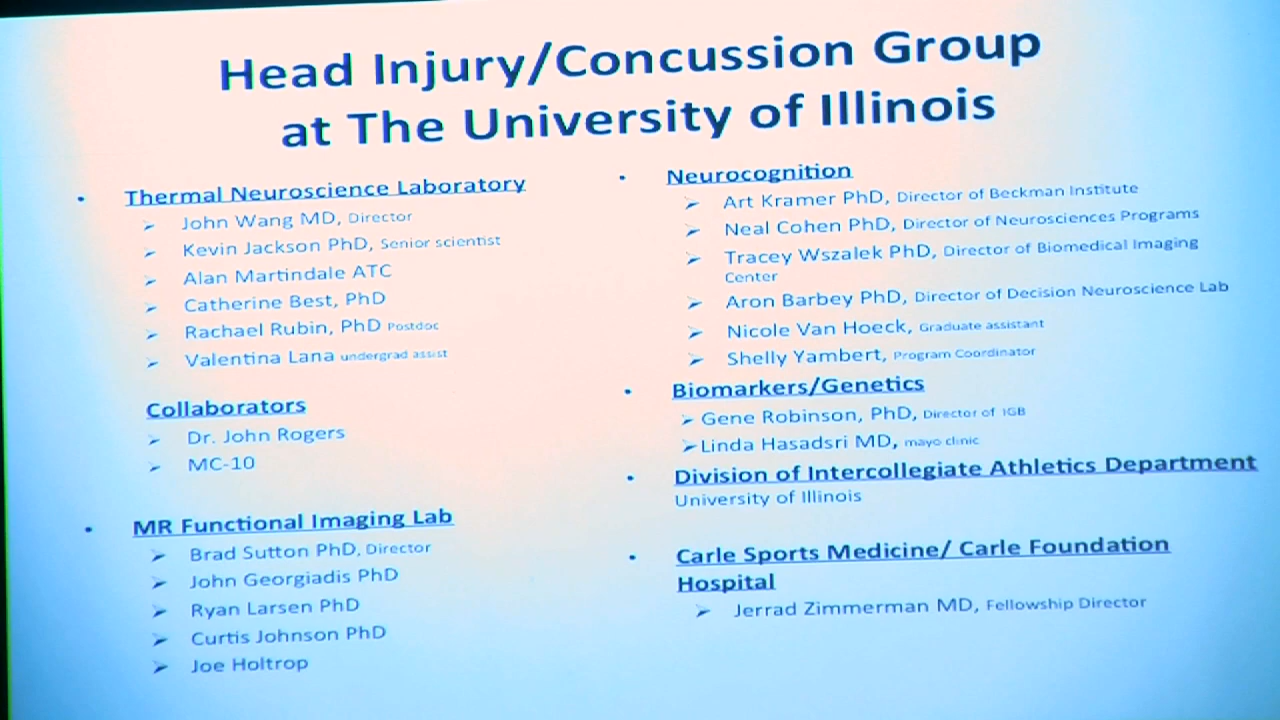 Head Injury/Concussion Group
at The University of Illinois
• Thermal Neuroscience Laboratory
➢ John Wang MD, Director
➢ Kevin Jackson PhD, Senior scientist
➢ Alan Martindale ATC
➢ Catherine Best, PhD
➢ Rachael Rubin, PhD Postdoc
➢ Valentina Lana undergrad assist
Collaborators
➢ Dr. John Rogers
➢ MC-10
• MR Functional Imaging Lab
➢ Brad Sutton PhD, Director
➢ John Georgiadis PhD
➢ Ryan Larsen PhD
➢ Curtis Johnson PhD
➢ Joe Holtrop
• Neurocognition
➢ Art Kramer PhD, Director of Beckman Institute
➢ Neal Cohen PhD, Director of Neurosciences Programs
➢ Tracey Wszalek PhD, Director of Biomedical Imaging
Center
➢ Aron Barbey PhD, Director of Decision Neuroscience Lab
➢ Nicole Van Hoeck, Graduate assistant
➢ Shelly Yambert, Program Coordinator
• Biomarkers/Genetics
➢ Gene Robinson, PhD, Director of IGB
➢ Linda Hasadsri MD, mayo clinic
• Division of Intercollegiate Athletics Department
University of Illinois
• Carle Sports Medicine/ Carle Foundation
Hospital
➢ Jerrad Zimmerman MD, Fellowship Director